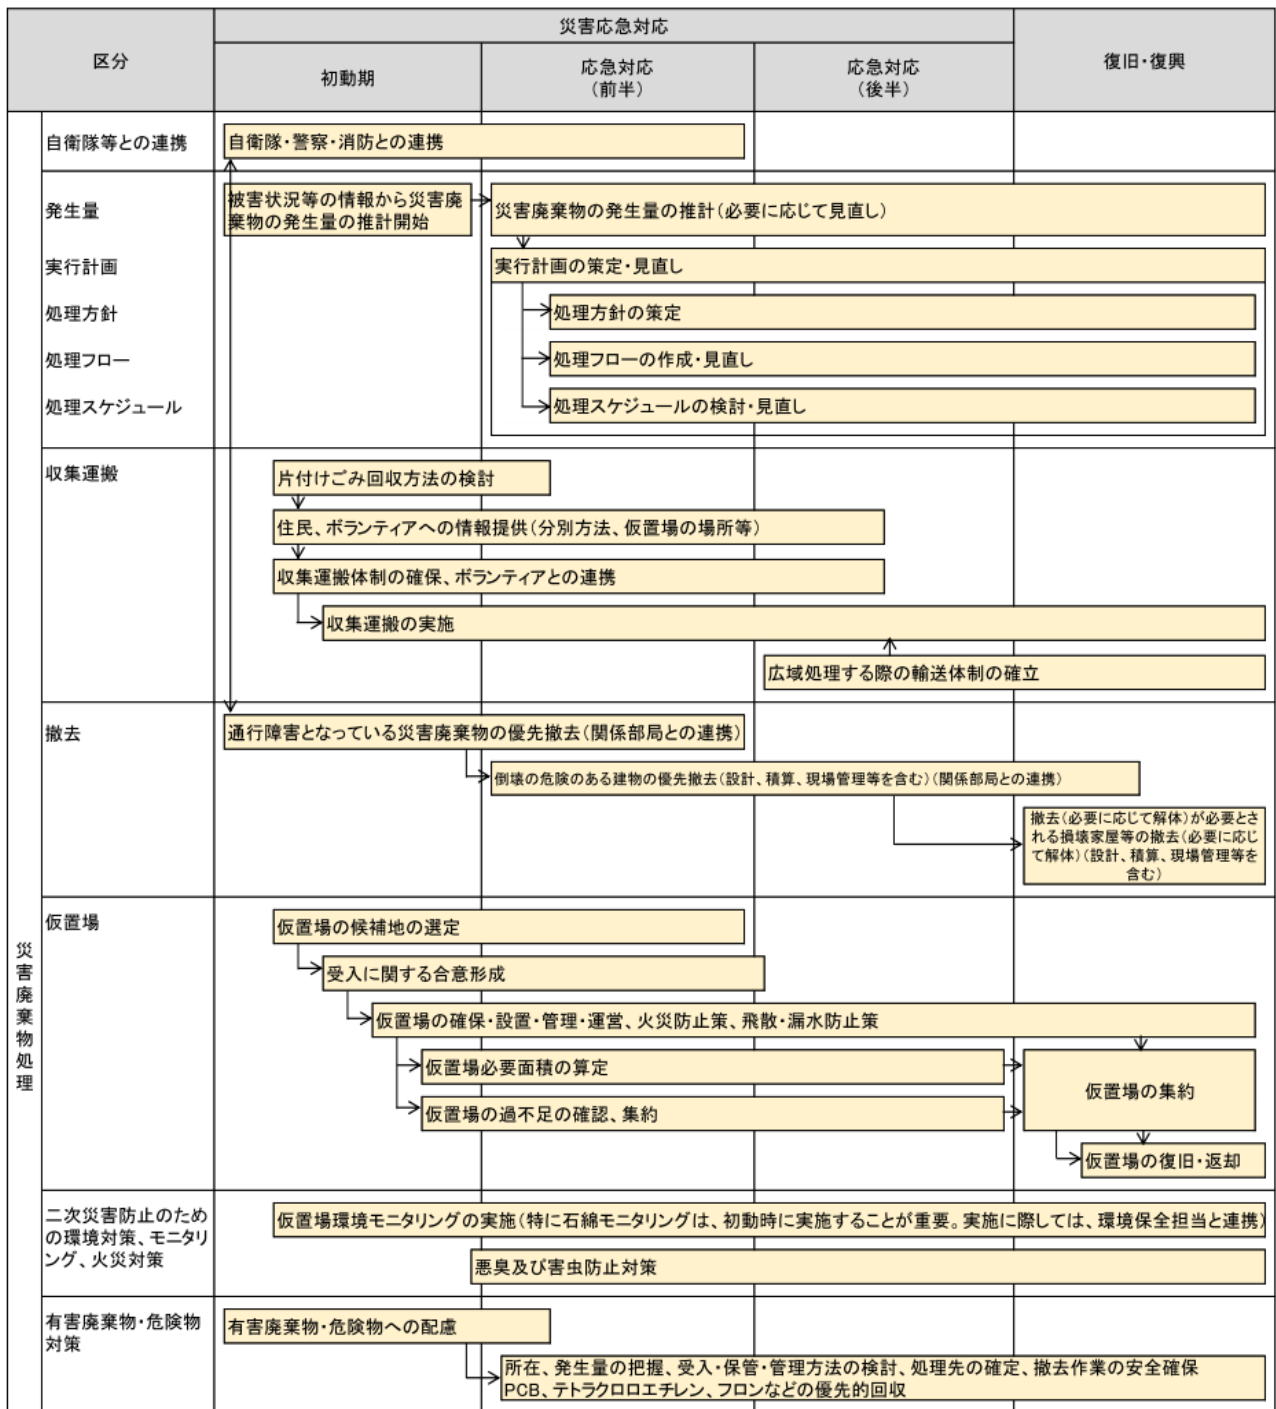 区分
災害応急対応
復旧・復興
初動期
応急対応
（前半）
応急対応
（後半）
災害廃棄物処理
自衛隊等との連携
自衛隊・警察・消防との連携
発生量
被害状況等の情報から災害廃
棄物の発生量の推計開始
災害廃棄物の発生量の推計（必要に応じて見直し）
実行計画
実行計画の策定・見直し
処理方針
処理方針の策定
処理フロー
処理フローの作成・見直し
処理スケジュール
処理スケジュールの検討・見直し
収集運搬
片付けごみ回収方法の検討
住民、ボランティアへの情報提供（分別方法、仮置場の場所等）
収集運搬体制の確保、ボランティアとの連携
収集運搬の実施
広域処理する際の輸送体制の確立
撤去
通行障害となっている災害廃棄物の優先撤去（関係部局との連携）
倒壊の危険のある建物の優先撤去（設計、積算、現場管理等を含む）（関係部局との連携）
撤去（必要に応じて解体）が必要とさ
れる損壊家屋等の撤去（必要に応じ
て解体）（設計、積算、現場管理等を
含む）
仮置場
仮置場の候補地の選定
受入に関する合意形成
仮置場の確保・設置・管理・運営、火災防止策、飛散・漏水防止策
仮置場必要面積の算定
仮置場の集約
仮置場の過不足の確認、集約
仮置場の復旧・返却
二次災害防止のため
の環境対策、モニタリ
ング、火災対策
仮置場環境モニタリングの実施（特に石綿モニタリングは、初動時に実施することが重要。実施に際しては、環境保全担当と連携）
悪臭及び害虫防止対策
有害廃棄物・危険物
対策
有害廃棄物・危険物への配慮
所在、発生量の把握、受入・保管・管理方法の検討、処理先の確定、撤去作業の安全確保
PCB、テトラクロロエチレン、フロンなどの優先的回収